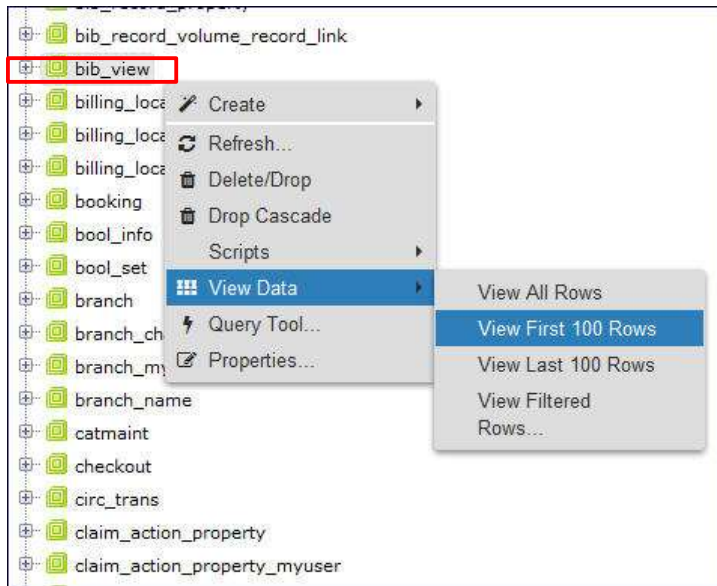 bib_record_property
bib_record_volume_record_link
bib_view
billing_loca
billing_loca
billing_loca
booking
bool_info
bool_set
branch
branch_ch
branch_my
branch_name
catmaint
checkout
circ_trans
claim_action_property
claim_action_property_myuser
Create
Refresh...
Delete/Drop
Drop Cascade
Scripts
View Data
Query Tool...
Properties...
View All Rows
View First 100 Rows
View Last 100 Rows
View Filtered
Rows...